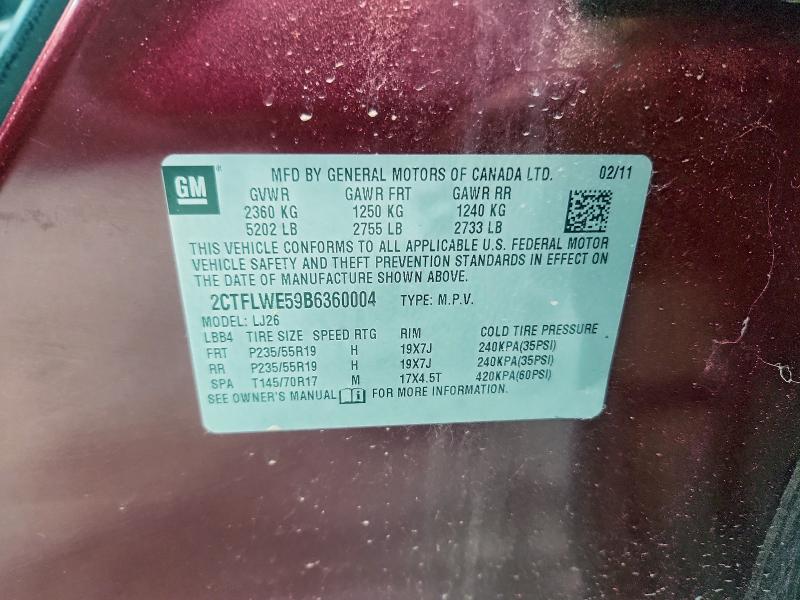 GM MFD BY GENERAL MOTORS OF CANADA LTD. 02/11
GVWR GAWR FRT GAWR RR
2360 KG 1250 KG 1240 KG
5202 LB 2755 LB 2733 LB
THIS VEHICLE CONFORMS TO ALL APPLICABLE U.S. FEDERAL MOTOR
VEHICLE SAFETY AND THEFT PREVENTION STANDARDS IN EFFECT ON
THE DATE OF MANUFACTURE SHOWN ABOVE.
2CTFLWE59B6360004 TYPE: M.P.V.
MODEL: LJ26
LBB4 TIRE SIZE SPEED RTG RIM COLD TIRE PRESSURE
FRT P235/55R19 H 19X7J 240KPA(35PSI)
RR P235/55R19 H 19X7J 240KPA(35PSI)
SPA T145/70R17 M 17X4.5T 420KPA(60PSI)
SEE OWNER'S MANUAL FOR MORE INFORMATION.